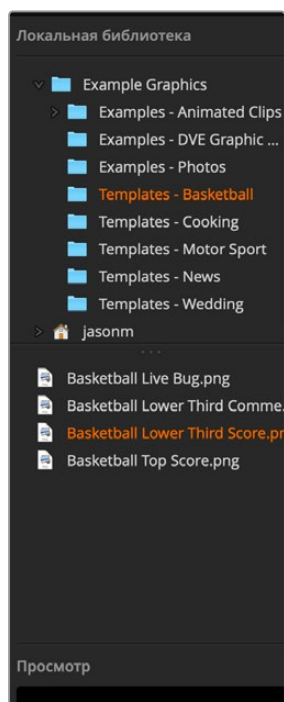 Локальная библиотека
Example Graphics
Examples - Animated Clips
Examples - DVE Graphic ...
Examples - Photos
Templates - Basketball
Templates - Cooking
Templates - Motor Sport
Templates - News
Templates - Wedding
jasonm
Basketball Live Bug.png
Basketball Lower Third Comme.
Basketball Lower Third Score.pn
Basketball Top Score.png
Просмотр